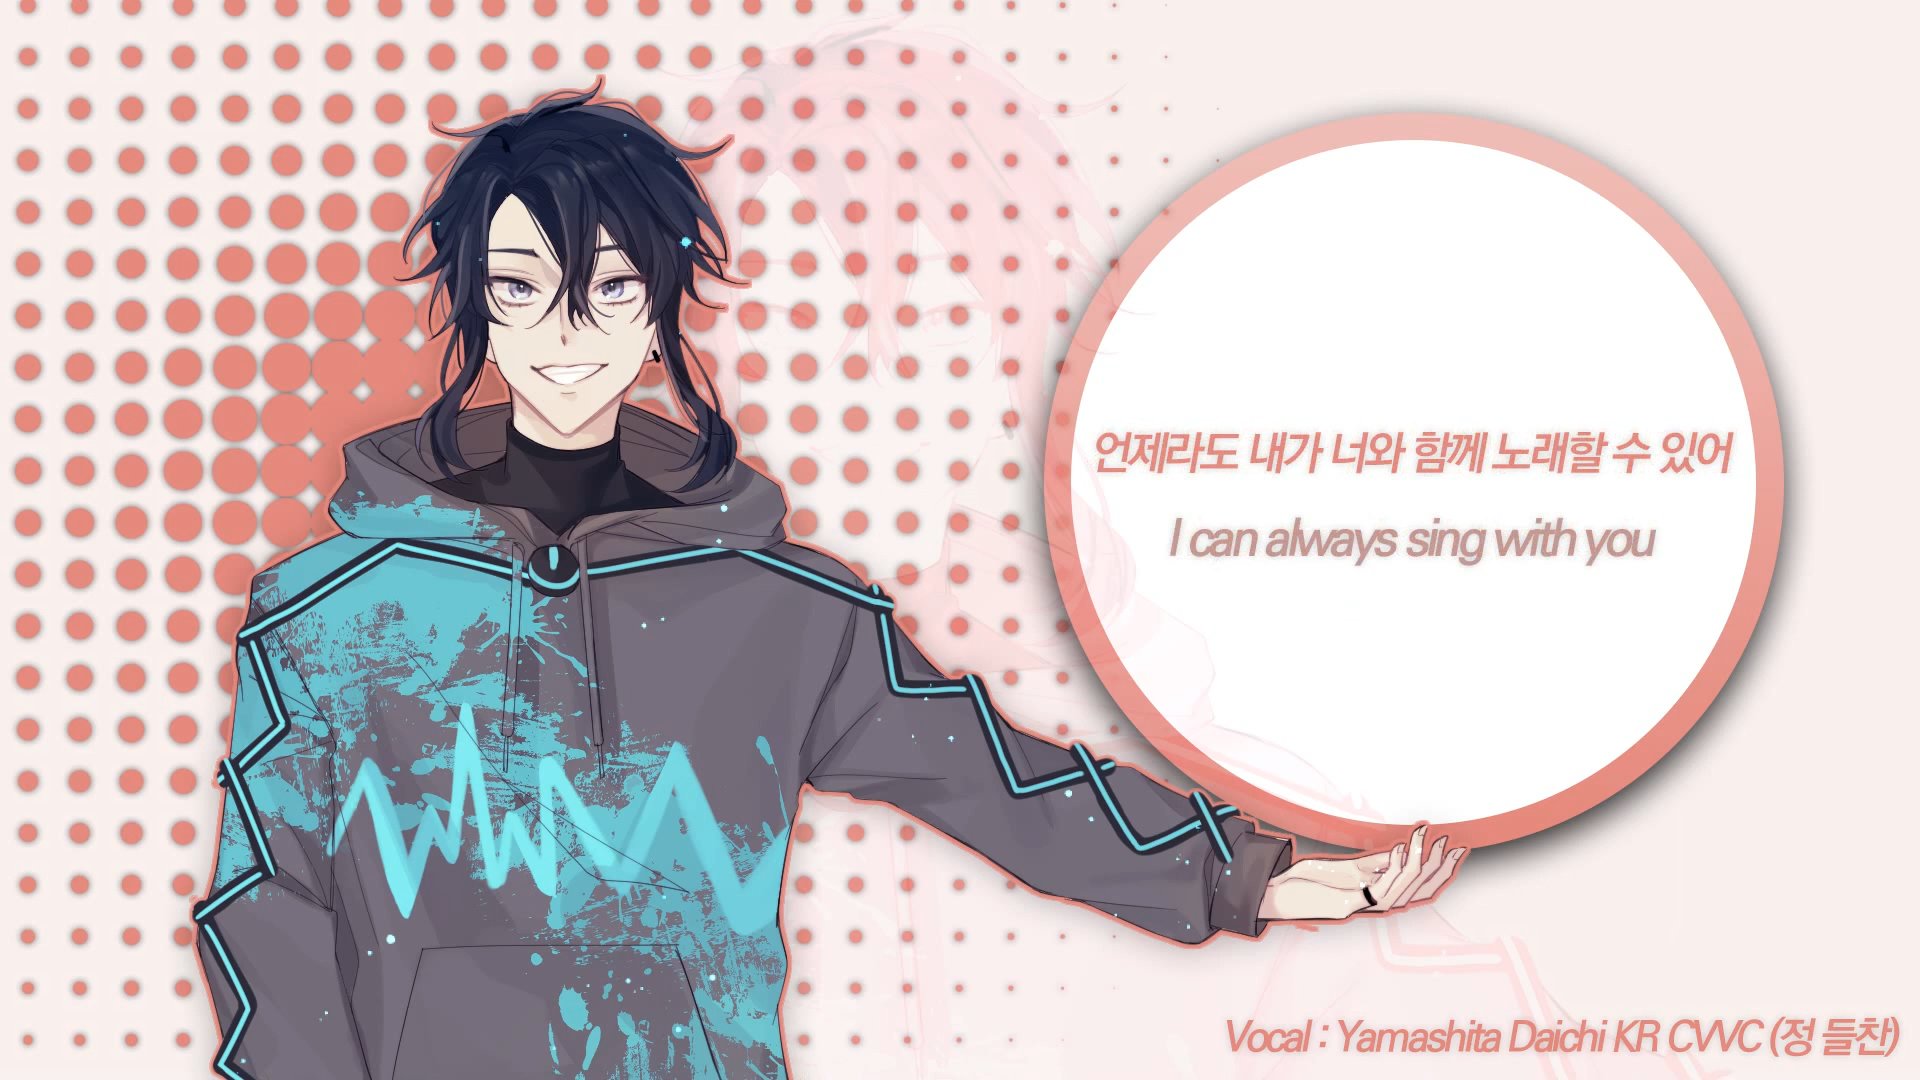 언제라도 내가 너와 함께 노래할 수 있어
I can always sing with you
Vocal : Yamashita Daichi KR CVVC (정 들찬)